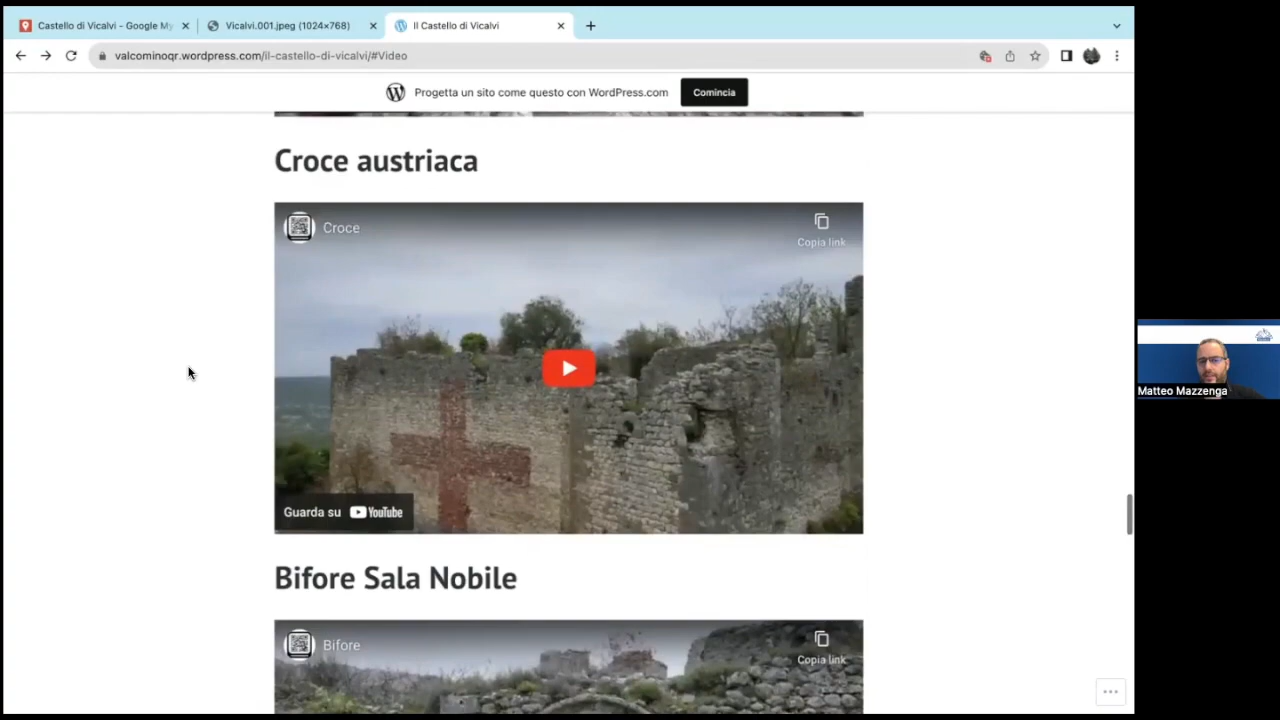 Castello di Vicalvi - Google My
Vicalvi.001.jpeg (1024×768)
Il Castello di Vicalvi
valcominoqr.wordpress.com/il-castello-di-vicalvi/#Video
Progetta un sito come questo con WordPress.com
Comincia
Croce austriaca
Croce
Copia link
Guarda su YouTube
Matteo Mazzenga
Bifore Sala Nobile
Bifore
Copia link